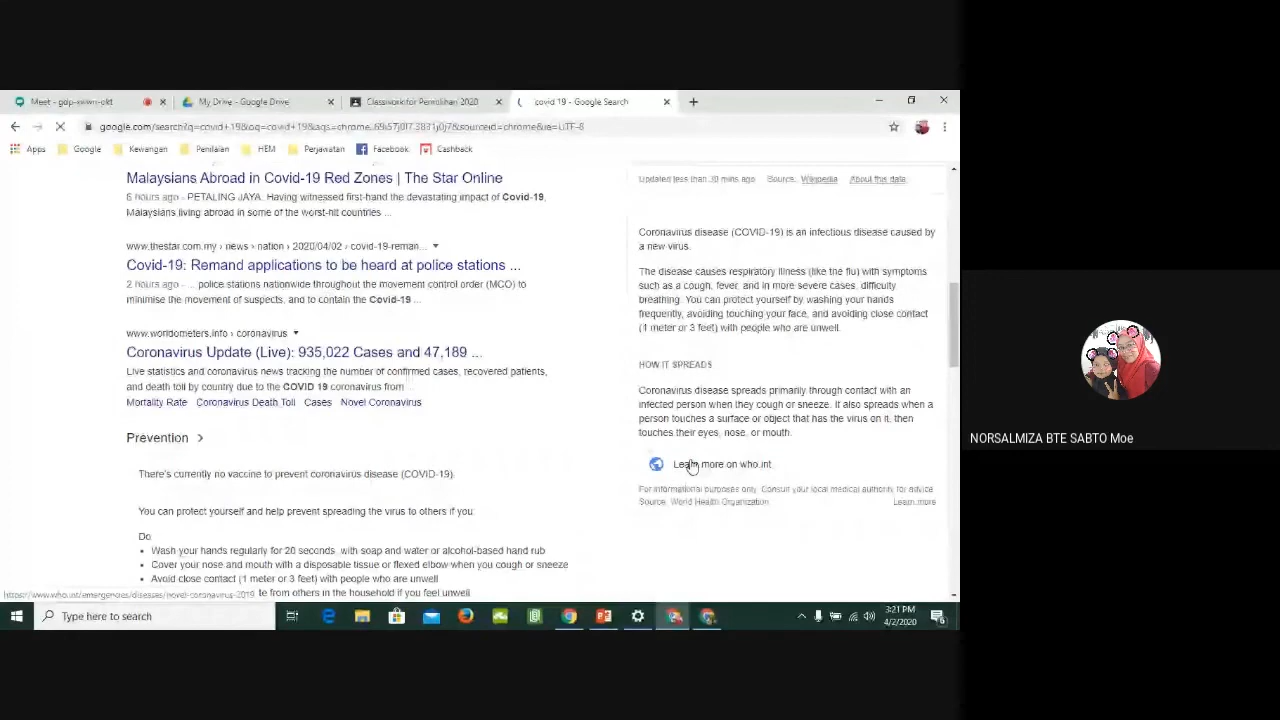 Meet - gdp-swwn-okt
My Drive - Google Drive
Classwork for Pemulihan 2020
covid 19 - Google Search
google.com/search?q=covid+19&oq=covid+19&aqs=chrome..69i57j0l7.3831j0j7&sourceid=chrome&ie=UTF-8
Apps
Google
Kewangan
Penilaian
HEM
Perjawatan
Facebook
Cashback
Malaysians Abroad in Covid-19 Red Zones | The Star Online
5 hours ago - PETALING JAYA: Having witnessed first-hand the devastating impact of Covid-19,
Malaysians living abroad in some of the worst-hit countries ...
www.thestar.com.my › news › nation › 2020/04/02 › covid-19-reman...
Covid-19: Remand applications to be heard at police stations ...
2 hours ago - ... police stations nationwide throughout the movement control order (MCO) to
minimise the movement of suspects, and to contain the Covid-19 ...
www.worldometers.info › coronavirus
Coronavirus Update (Live): 935,022 Cases and 47,189 ...
Live statistics and coronavirus news tracking the number of confirmed cases, recovered patients,
and death toll by country due to the COVID 19 coronavirus from
Mortality Rate
Coronavirus Death Toll
Cases
Novel Coronavirus
Prevention
There's currently no vaccine to prevent coronavirus disease (COVID-19).
You can protect yourself and help prevent spreading the virus to others if you:
Do
Wash your hands regularly for 20 seconds, with soap and water or alcohol-based hand rub
Cover your nose and mouth with a disposable tissue or flexed elbow when you cough or sneeze
Avoid close contact (1 meter or 3 feet) with people who are unwell
te from others in the household if you feel unwell
https://www.who.int/emergencies/diseases/novel-coronavirus-2019
Updated less than 30 mins ago
Source: Wikipedia
About this data
Coronavirus disease (COVID-19) is an infectious disease caused by
a new virus.
The disease causes respiratory illness (like the flu) with symptoms
such as a cough, fever, and in more severe cases, difficulty
breathing. You can protect yourself by washing your hands
frequently, avoiding touching your face, and avoiding close contact
(1 meter or 3 feet) with people who are unwell.
HOW IT SPREADS
Coronavirus disease spreads primarily through contact with an
infected person when they cough or sneeze. It also spreads when a
person touches a surface or object that has the virus on it, then
touches their eyes, nose, or mouth.
Learn more on who.int
For informational purposes only. Consult your local medical authority for advice.
Source: World Health Organization
Learn more
Type here to search
3:21 PM
4/2/2020
NORSALMIZA BTE SABTO Moe